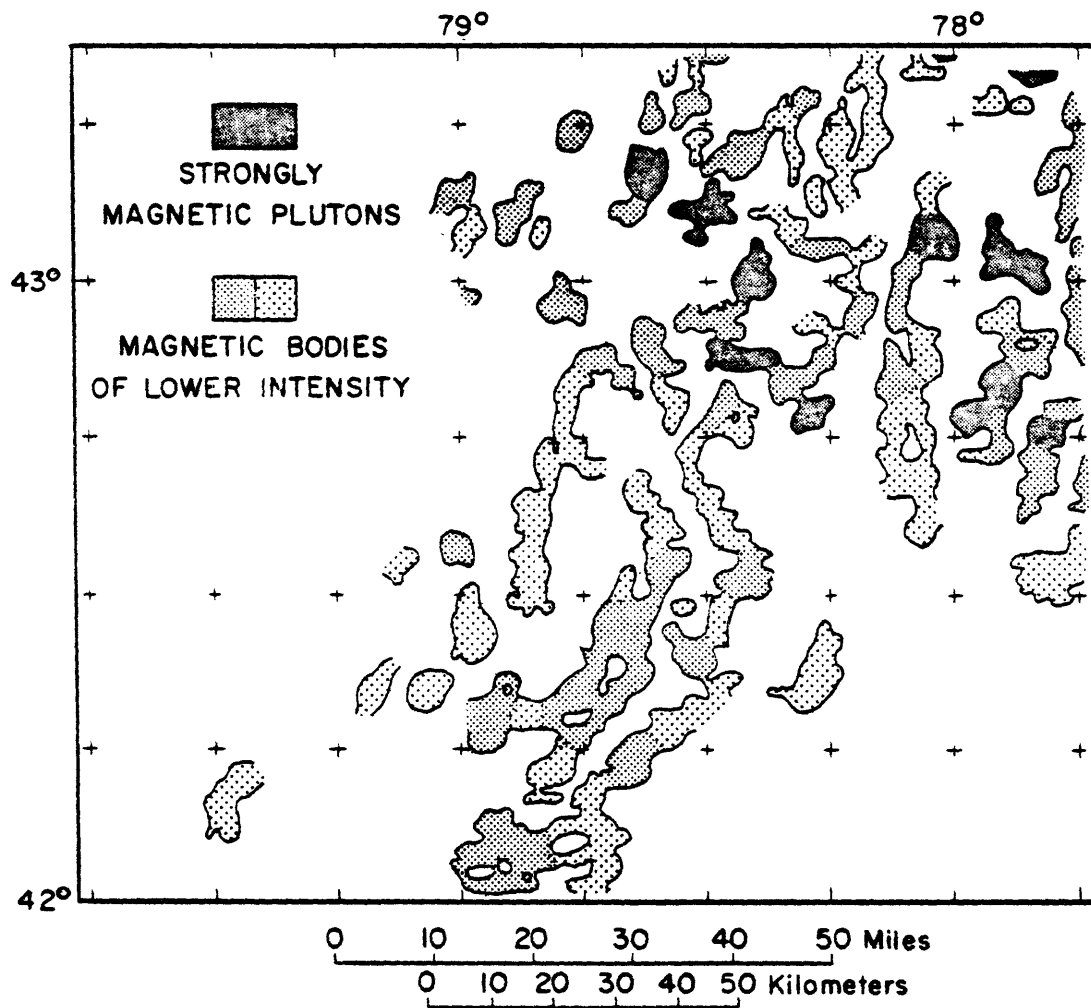 79° 78°
STRONGLY
MAGNETIC PLUTONS
43°
MAGNETIC BODIES
OF LOWER INTENSITY
42°
0 10 20 30 40 50 Miles
0 10 20 30 40 50 Kilometers